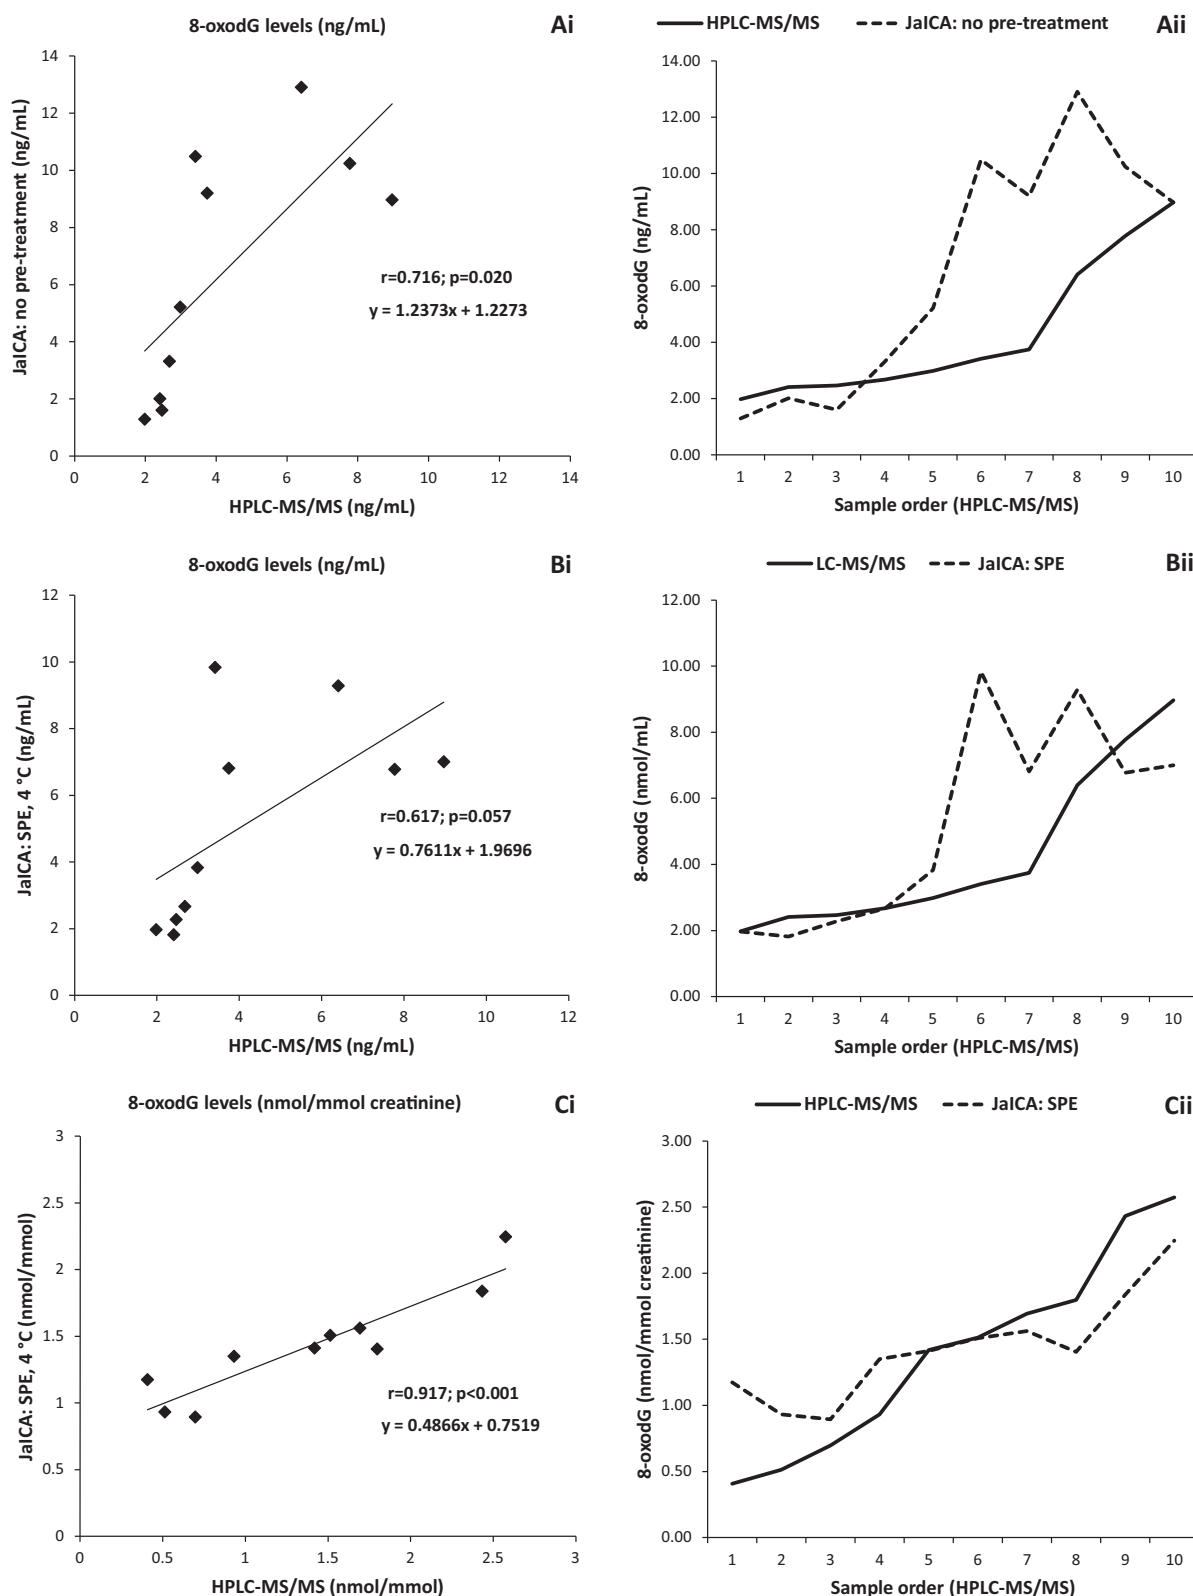 8-oxodG levels (ng/mL)
Ai
JaICA: no pre-treatment (ng/mL)
14
12
10
8
6
4
2
0
r=0.716; p=0.020
y = 1.2373x + 1.2273
0 2 4 6 8 10 12 14
HPLC-MS/MS (ng/mL)
HPLC-MS/MS JaICA: no pre-treatment
Aii
8-oxodG (ng/mL)
14.00
12.00
10.00
8.00
6.00
4.00
2.00
0.00
1 2 3 4 5 6 7 8 9 10
Sample order (HPLC-MS/MS)
8-oxodG levels (ng/mL)
Bi
JaICA: SPE, 4 °C (ng/mL)
12
10
8
6
4
2
0
r=0.617; p=0.057
y = 0.7611x + 1.9696
0 2 4 6 8 10 12
HPLC-MS/MS (ng/mL)
LC-MS/MS JaICA: SPE
Bii
8-oxodG (nmol/mL)
12.00
10.00
8.00
6.00
4.00
2.00
0.00
1 2 3 4 5 6 7 8 9 10
Sample order (HPLC-MS/MS)
8-oxodG levels (nmol/mmol creatinine)
Ci
JaICA: SPE, 4 °C (nmol/mmol)
3
2.5
2
1.5
1
0.5
0
r=0.917; p<0.001
y = 0.4866x + 0.7519
0 0.5 1 1.5 2 2.5 3
HPLC-MS/MS (nmol/mmol)
HPLC-MS/MS JaICA: SPE
Cii
8-oxodG (nmol/mmol creatinine)
3.00
2.50
2.00
1.50
1.00
0.50
0.00
1 2 3 4 5 6 7 8 9 10
Sample order (HPLC-MS/MS)